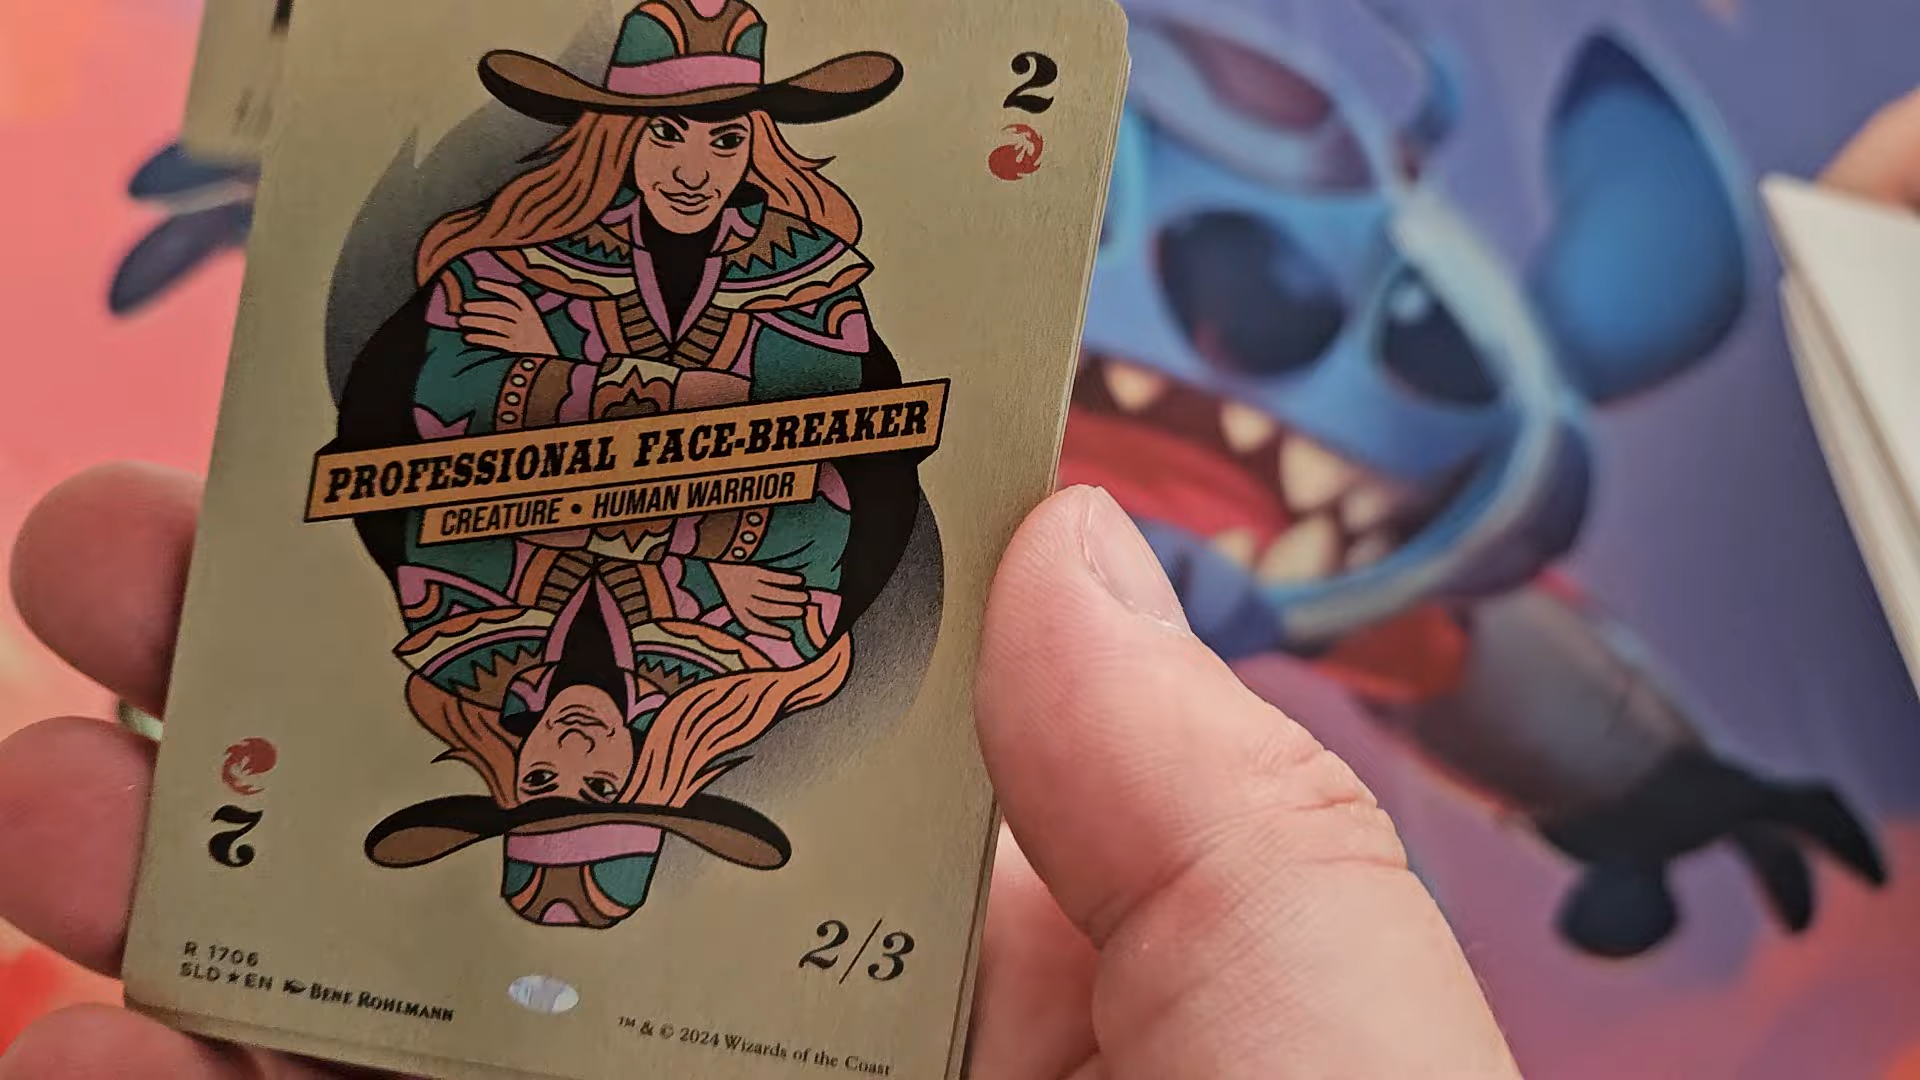 2
PROFESSIONAL FACE-BREAKER
CREATURE • HUMAN WARRIOR
2
2/3
R 1706
SLD ★ EN BENE ROHLMANN
™ & © 2024 Wizards of the Coast